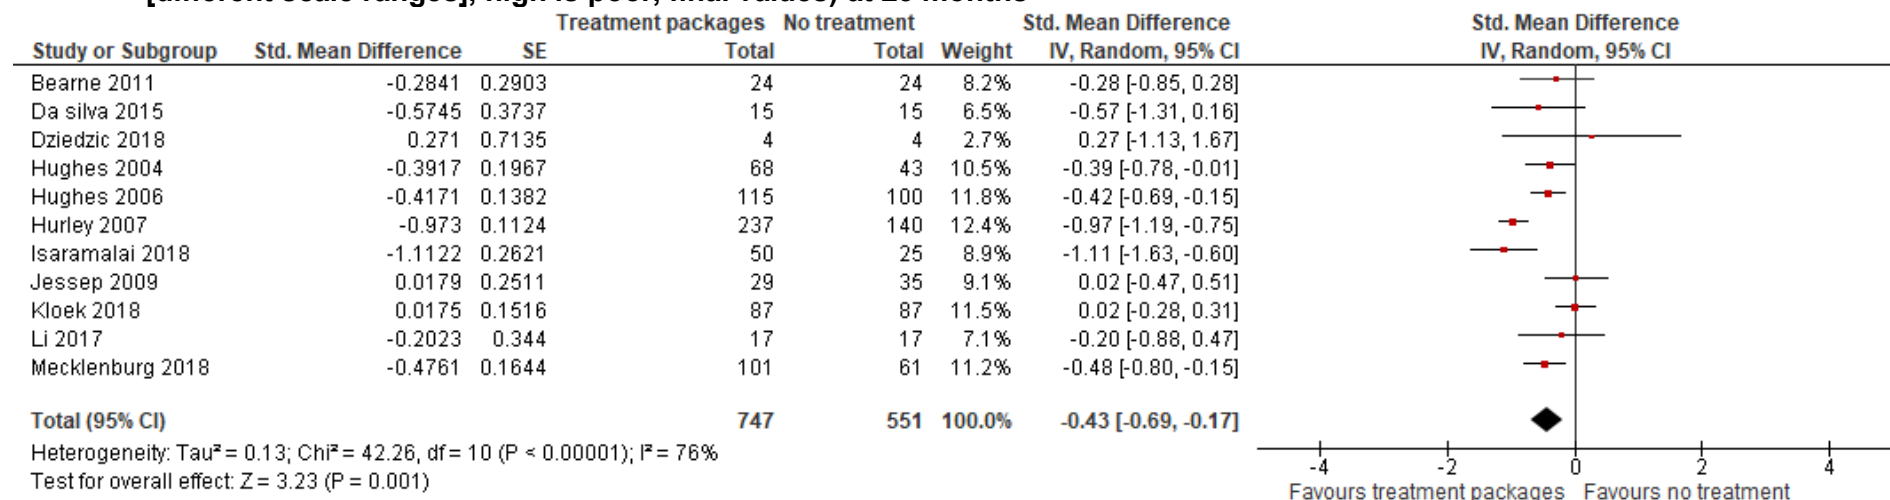 [different scale ranges], high is poor, final values) at ≤6 months
Treatment packages No treatment Std. Mean Difference Std. Mean Difference
Study or Subgroup Std. Mean Difference SE Total Total Weight IV, Random, 95% CI IV, Random, 95% CI
Bearne 2011 -0.2841 0.2903 24 24 8.2% -0.28 [-0.85, 0.28]
Da silva 2015 -0.5745 0.3737 15 15 6.5% -0.57 [-1.31, 0.16]
Dziedzic 2018 0.271 0.7135 4 4 2.7% 0.27 [-1.13, 1.67]
Hughes 2004 -0.3917 0.1967 68 43 10.5% -0.39 [-0.78, -0.01]
Hughes 2006 -0.4171 0.1382 115 100 11.8% -0.42 [-0.69, -0.15]
Hurley 2007 -0.973 0.1124 237 140 12.4% -0.97 [-1.19, -0.75]
Isaramalai 2018 -1.1122 0.2621 50 25 8.9% -1.11 [-1.63, -0.60]
Jessep 2009 0.0179 0.2511 29 35 9.1% 0.02 [-0.47, 0.51]
Kloek 2018 0.0175 0.1516 87 87 11.5% 0.02 [-0.28, 0.31]
Li 2017 -0.2023 0.344 17 17 7.1% -0.20 [-0.88, 0.47]
Mecklenburg 2018 -0.4761 0.1644 101 61 11.2% -0.48 [-0.80, -0.15]
Total (95% CI) 747 551 100.0% -0.43 [-0.69, -0.17]
Heterogeneity: Tau² = 0.13; Chi² = 42.26, df = 10 (P < 0.00001); I² = 76%
Test for overall effect: Z = 3.23 (P = 0.001)
-4 -2 0 2 4
Favours treatment packages Favours no treatment